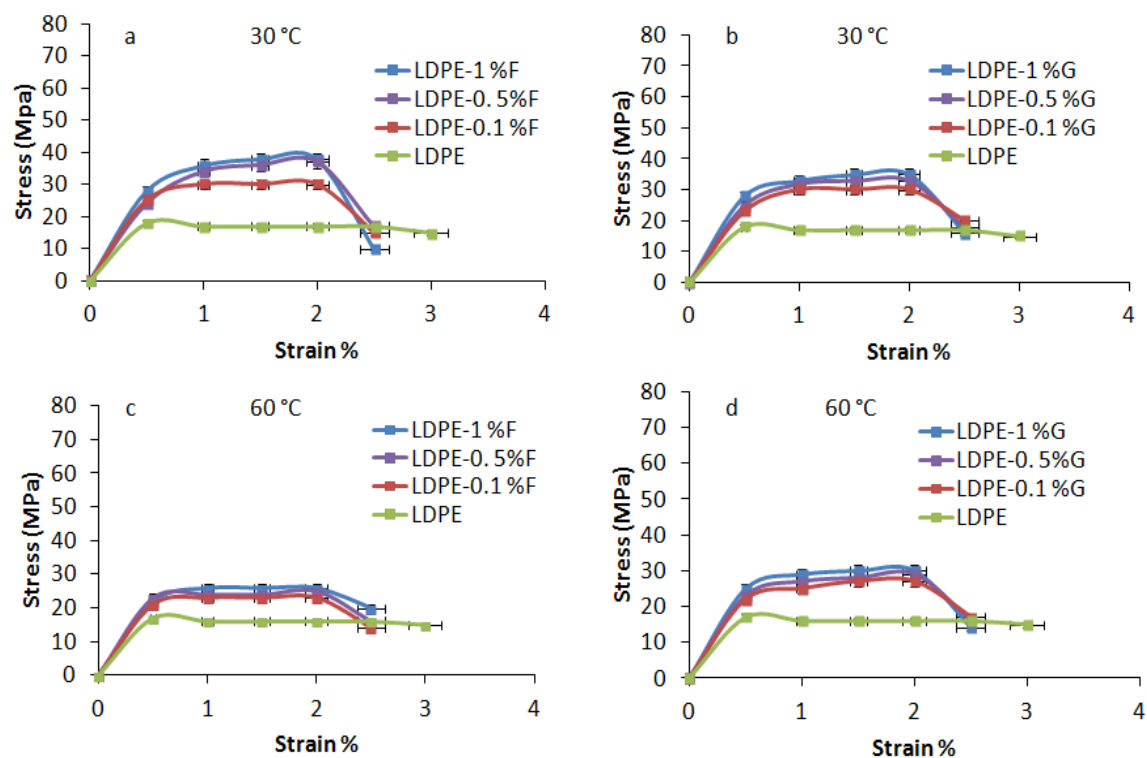 a 30 °C
LDPE-1 %F
LDPE-0.5%F
LDPE-0.1 %F
LDPE
Stress (Mpa)
80
70
60
50
40
30
20
10
0
0 1 2 3 4
Strain %
b 30 °C
LDPE-1 %G
LDPE-0.5 %G
LDPE-0.1 %G
LDPE
Stress (MPa)
80
70
60
50
40
30
20
10
0
0 1 2 3 4
Strain %
c 60 °C
LDPE-1 %F
LDPE-0.5%F
LDPE-0.1 %F
LDPE
Stress (MPa)
80
70
60
50
40
30
20
10
0
0 1 2 3 4
Strain %
d 60 °C
LDPE-1 %G
LDPE-0.5%G
LDPE-0.1 %G
LDPE
Stress (MPa)
80
70
60
50
40
30
20
10
0
0 1 2 3 4
Strain %